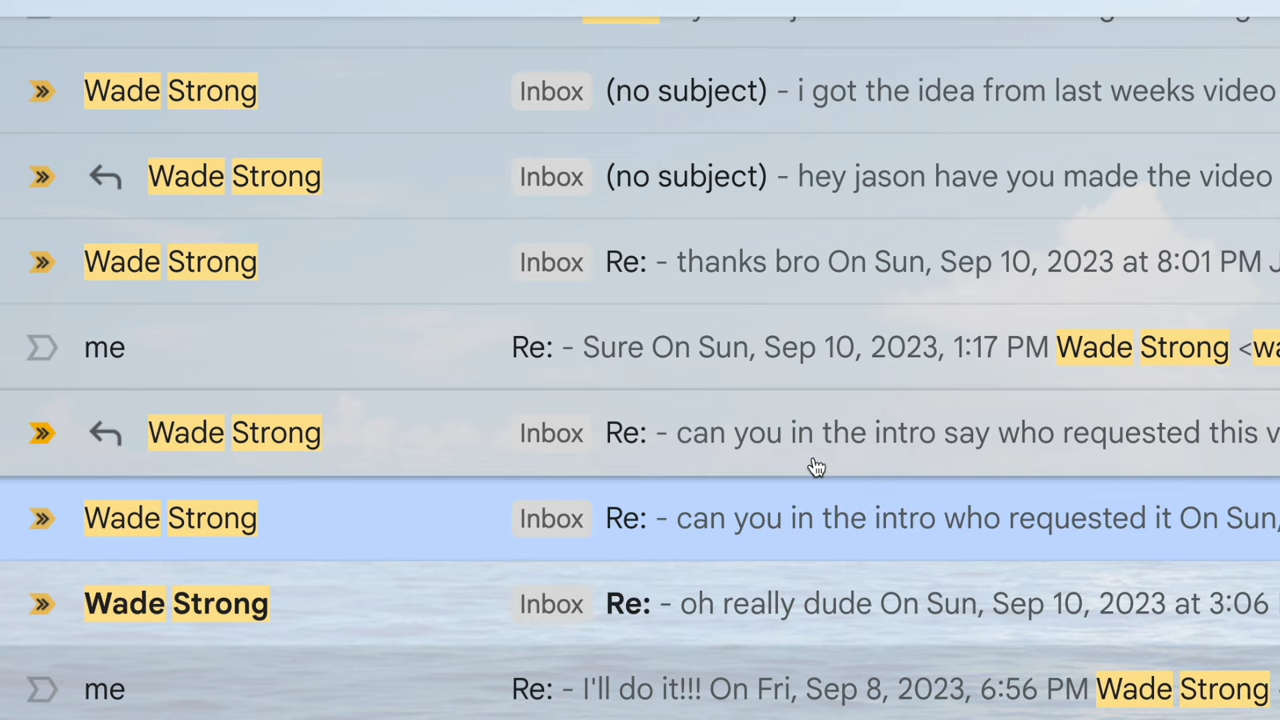 Wade Strong Inbox (no subject) - i got the idea from last weeks video
Wade Strong Inbox (no subject) - hey jason have you made the video
Wade Strong Inbox Re: - thanks bro On Sun, Sep 10, 2023 at 8:01 PM J
me Re: - Sure On Sun, Sep 10, 2023, 1:17 PM Wade Strong <wa
Wade Strong Inbox Re: - can you in the intro say who requested this v
Wade Strong Inbox Re: - can you in the intro who requested it On Sun,
Wade Strong Inbox Re: - oh really dude On Sun, Sep 10, 2023 at 3:06
me Re: - I'll do it!!! On Fri, Sep 8, 2023, 6:56 PM Wade Strong